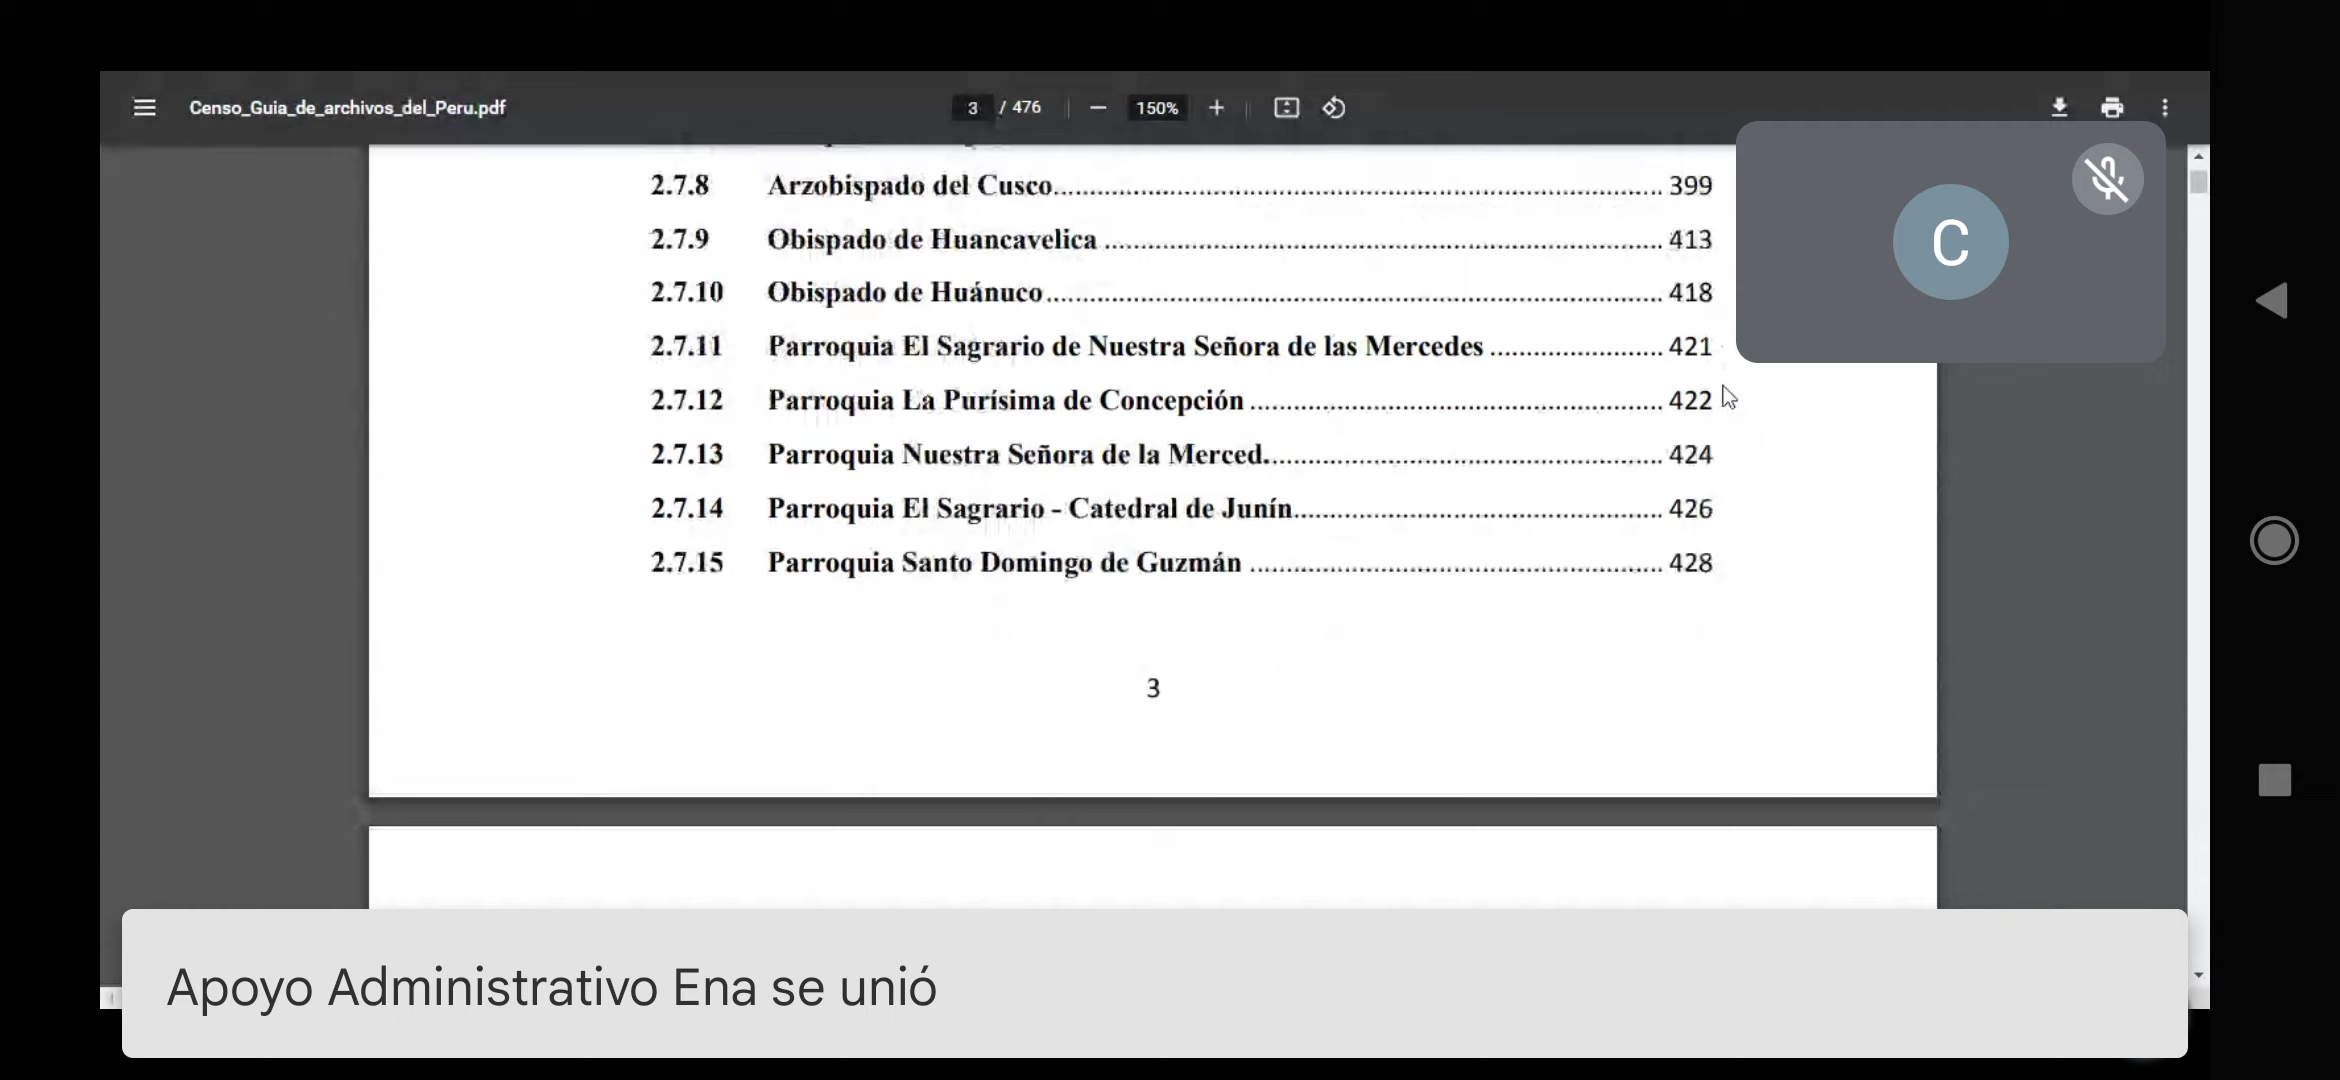 Censo_Guia_de_archivos_del_Peru.pdf
3 / 476
150%
2.7.8 Arzobispado del Cusco........................ 399
2.7.9 Obispado de Huancavelica ........................ 413
2.7.10 Obispado de Huánuco........................ 418
2.7.11 Parroquia El Sagrario de Nuestra Señora de las Mercedes ........................ 421
2.7.12 Parroquia La Purísima de Concepción ........................ 422
2.7.13 Parroquia Nuestra Señora de la Merced......................... 424
2.7.14 Parroquia El Sagrario - Catedral de Junín........................ 426
2.7.15 Parroquia Santo Domingo de Guzmán ........................ 428
3
C
Apoyo Administrativo Ena se unió